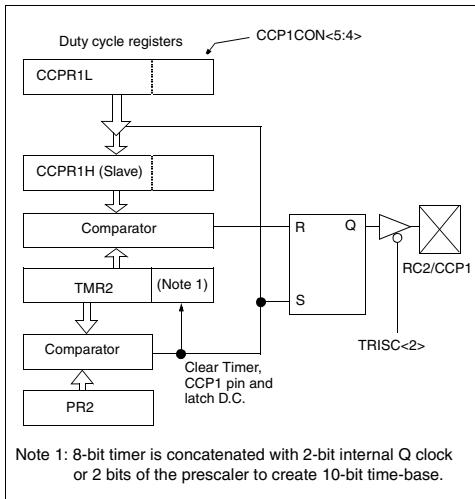 Duty cycle registers
CCP1CON<5:4>
CCPR1L
CCPR1H (Slave)
Comparator
R
Q
RC2/CCP1
TMR2
(Note 1)
S
TRISC<2>
Comparator
Clear Timer,
CCP1 pin and
latch D.C.
PR2
Note 1: 8-bit timer is concatenated with 2-bit internal Q clock
or 2 bits of the prescaler to create 10-bit time-base.